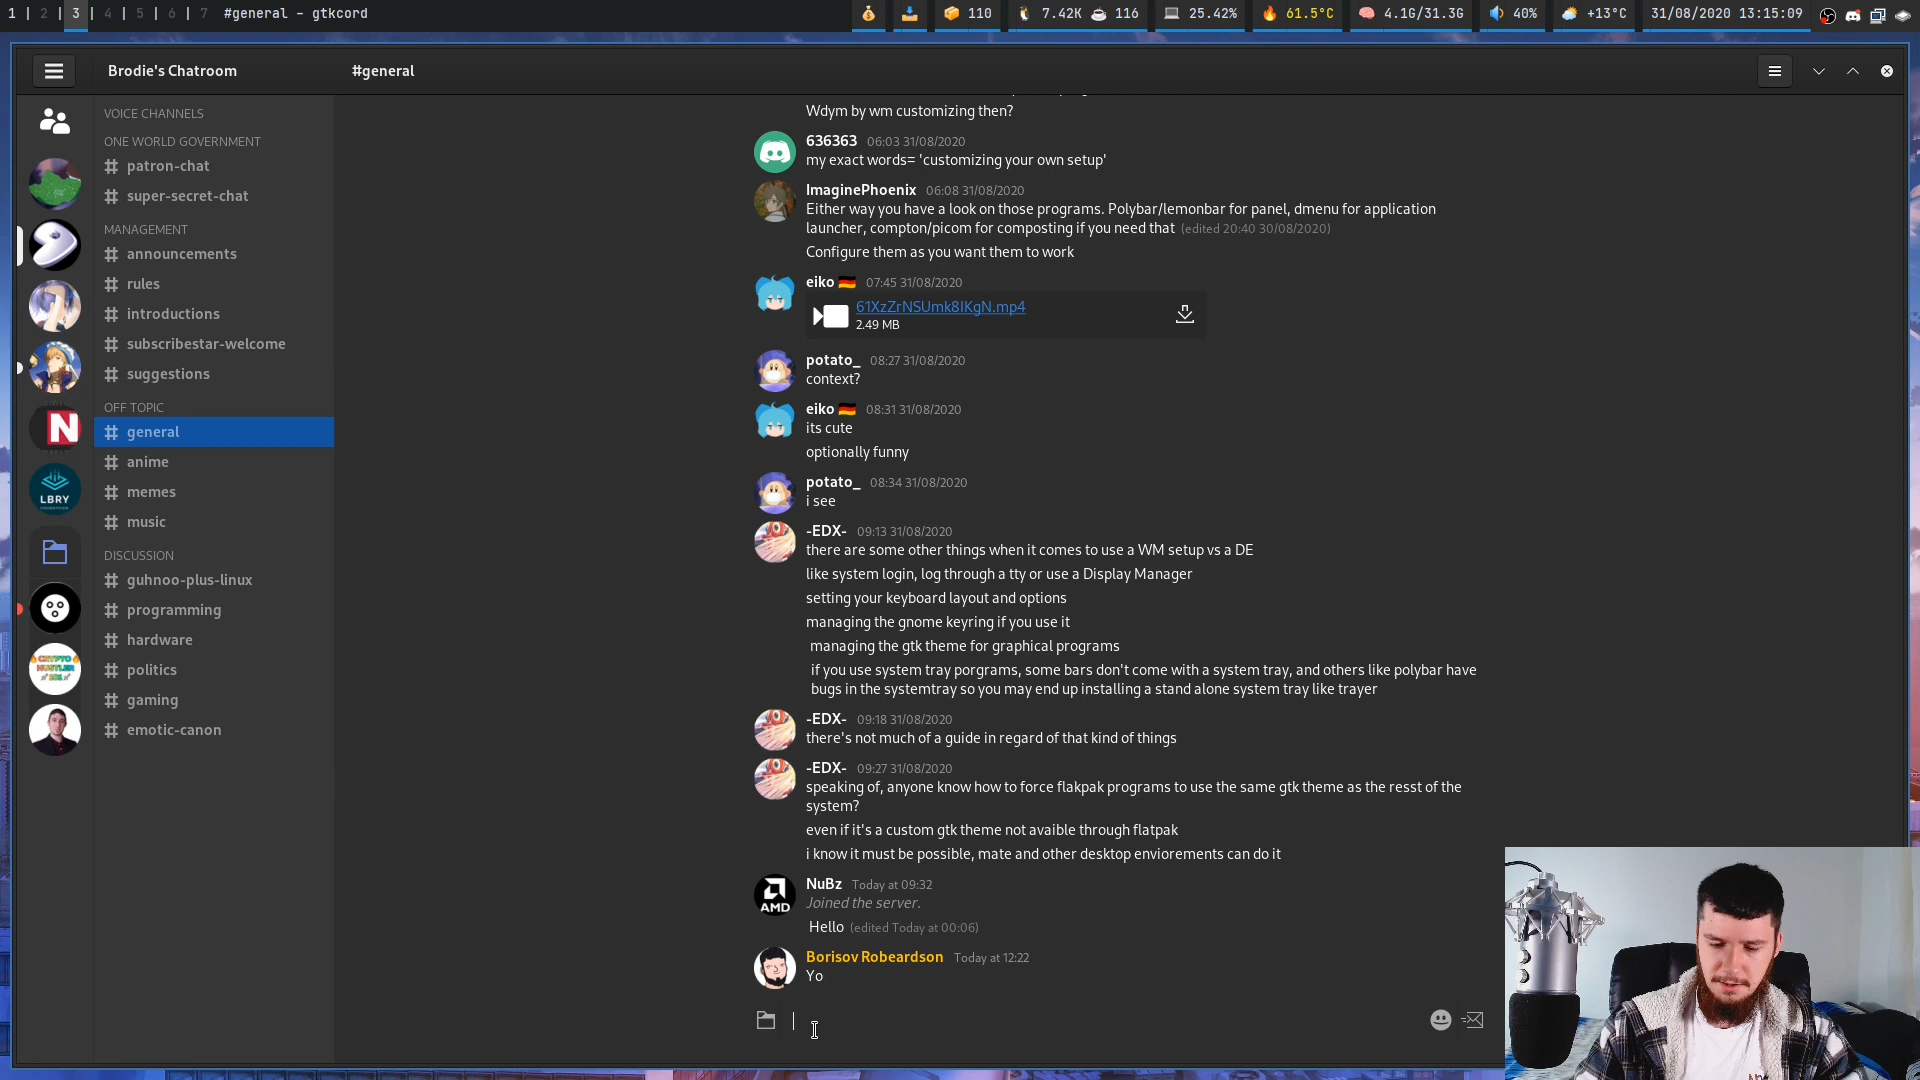 1 | 2 | 3 | 4 | 5 | 6 | 7 #general - gtkcord
110 7.42K 116 25.42% 61.5°C 4.1G/31.3G 40% +13°C 31/08/2020 13:15:09
Brodie's Chatroom
#general
VOICE CHANNELS
ONE WORLD GOVERNMENT
# patron-chat
# super-secret-chat
MANAGEMENT
# announcements
# rules
# introductions
# subscribestar-welcome
# suggestions
OFF TOPIC
# general
# anime
# memes
# music
DISCUSSION
# guhnoo-plus-linux
# programming
# hardware
# politics
# gaming
# emotic-canon
N
LBRY
FOUNDATION
CRYPTO
HUSTLER
Wdym by wm customizing then?
636363 06:03 31/08/2020
my exact words= 'customizing your own setup'
ImaginePhoenix 06:08 31/08/2020
Either way you have a look on those programs. Polybar/lemonbar for panel, dmenu for application
launcher, compton/picom for composting if you need that (edited 20:40 30/08/2020)
Configure them as you want them to work
eiko 07:45 31/08/2020
61XzZrNSUmk8IKgN.mp4
2.49 MB
potato_ 08:27 31/08/2020
context?
eiko 08:31 31/08/2020
its cute
optionally funny
potato_ 08:34 31/08/2020
i see
-EDX- 09:13 31/08/2020
there are some other things when it comes to use a WM setup vs a DE
like system login, log through a tty or use a Display Manager
setting your keyboard layout and options
managing the gnome keyring if you use it
managing the gtk theme for graphical programs
if you use system tray porgrams, some bars don't come with a system tray, and others like polybar have
bugs in the systemtray so you may end up installing a stand alone system tray like trayer
-EDX- 09:18 31/08/2020
there's not much of a guide in regard of that kind of things
-EDX- 09:27 31/08/2020
speaking of, anyone know how to force flakpak programs to use the same gtk theme as the resst of the
system?
even if it's a custom gtk theme not avaible through flatpak
i know it must be possible, mate and other desktop enviorements can do it
AMD
NuBz Today at 09:32
Joined the server.
Hello (edited Today at 00:06)
Borisov Robeardson Today at 12:22
Yo